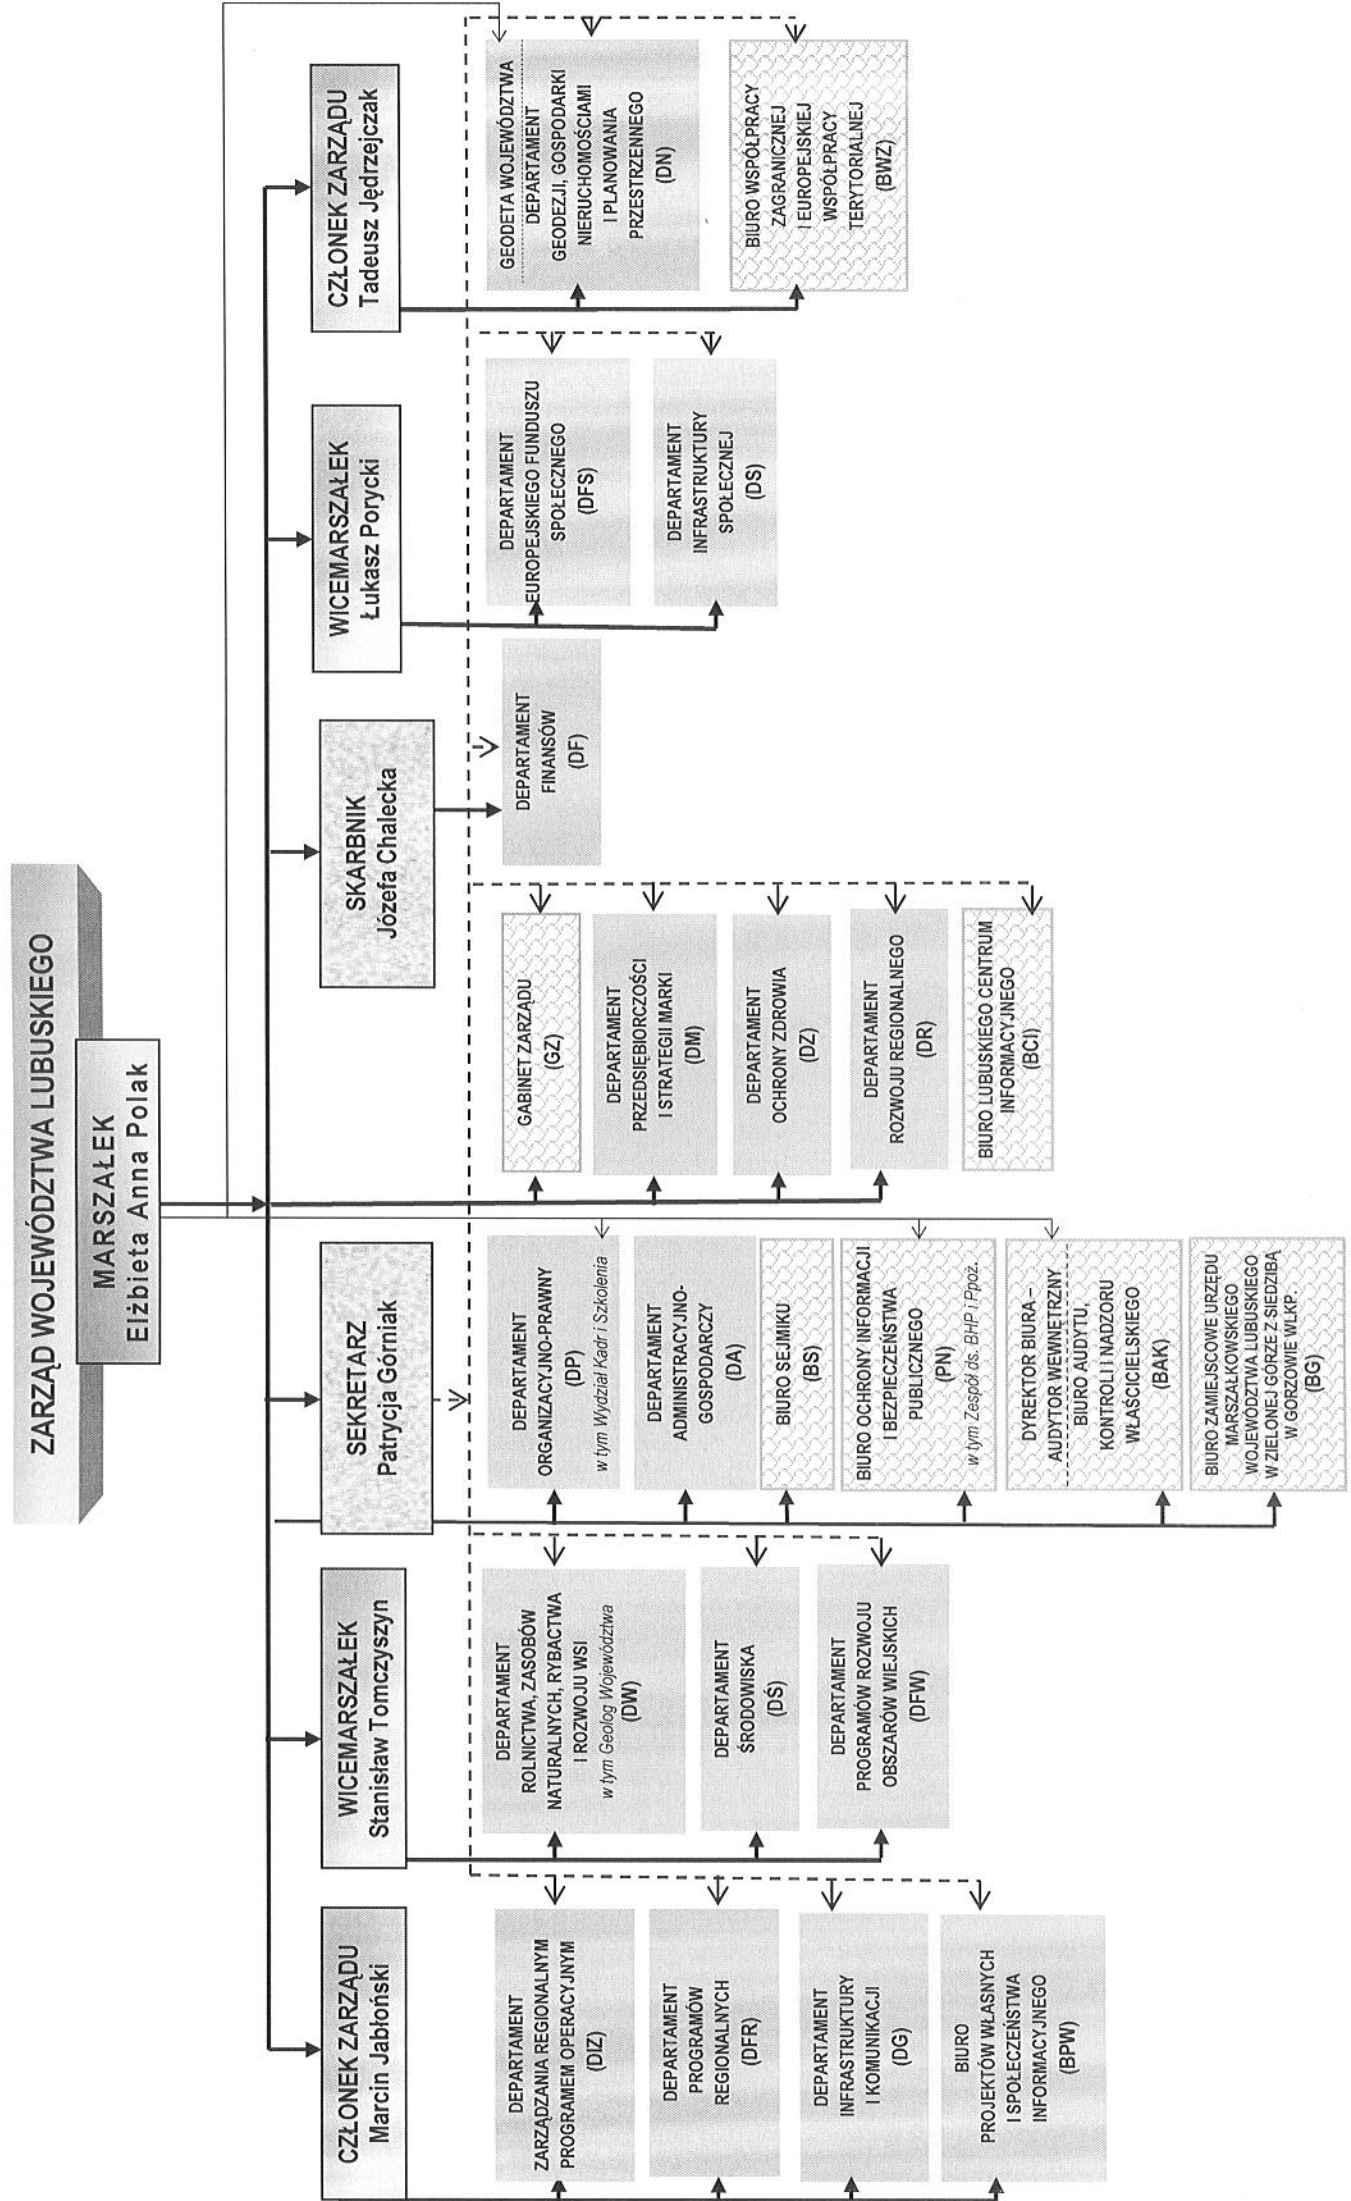 ZARZĄD WOJEWÓDZTWA LUBUSKIEGO
MARSZAŁEK
Elżbieta Anna Polak
CZŁONEK ZARZĄDU
Marcin Jabłoński
WICEMARSZAŁEK
Stanisław Tomczyszyn
SEKRETARZ
Patrycja Górniak
SKARBNIK
Józefa Chalecka
WICEMARSZAŁEK
Łukasz Porycki
CZŁONEK ZARZĄDU
Tadeusz Jędrzejczak
DEPARTAMENT
ZARZĄDZANIA REGIONALNYM
PROGRAMEM OPERACYJNYM
(DIZ)
DEPARTAMENT
PROGRAMÓW
REGIONALNYCH
(DFR)
DEPARTAMENT
INFRASTRUKTURY
I KOMUNIKACJI
(DG)
BIURO
PROJEKTÓW WŁASNYCH
I SPOŁECZEŃSTWA
INFORMACYJNEGO
(BPW)
DEPARTAMENT
ROLNICTWA, ZASOBÓW
NATURALNYCH, RYBACTWA
I ROZWOJU WSI
w tym Geolog Województwa
(DW)
DEPARTAMENT
ŚRODOWISKA
(DŚ)
DEPARTAMENT
PROGRAMÓW ROZWOJU
OBSZARÓW WIEJSKICH
(DFW)
DEPARTAMENT
ORGANIZACYJNO-PRAWNY
(DP)
w tym Wydział Kadr i Szkolenia
DEPARTAMENT
ADMINISTRACYJNO-
GOSPODARCZY
(DA)
BIURO SEJMIKU
(BS)
BIURO OCHRONY INFORMACJI
I BEZPIECZEŃSTWA
PUBLICZNEGO
(PN)
w tym Zespół ds. BHP i Ppoż.
DYREKTOR BIURA –
AUDYTOR WEWNĘTRZNY
BIURO AUDYTU,
KONTROLI I NADZORU
WŁAŚCICIELSKIEGO
(BAK)
BIURO ZAMIEJSCOWE URZĘDU
MARSZAŁKOWSKIEGO
WOJEWÓDZTWA LUBUSKIEGO
W ZIELONEJ GÓRZE Z SIEDZIBĄ
W GORZOWIE WLKP.
(BG)
GABINET ZARZĄDU
(GZ)
DEPARTAMENT
PRZEDSIĘBIORCZOŚCI
I STRATEGII MARKI
(DM)
DEPARTAMENT
OCHRONY ZDROWIA
(DZ)
DEPARTAMENT
ROZWOJU REGIONALNEGO
(DR)
BIURO LUBUSKIEGO CENTRUM
INFORMACYJNEGO
(BCI)
DEPARTAMENT
FINANSÓW
(DF)
DEPARTAMENT
EUROPEJSKIEGO FUNDUSZU
SPOŁECZNEGO
(DFS)
DEPARTAMENT
INFRASTRUKTURY
SPOŁECZNEJ
(DS)
GEODETA WOJEWÓDZTWA
DEPARTAMENT
GEODEZJI, GOSPODARKI
NIERUCHOMOŚCIAMI
I PLANOWANIA
PRZESTRZENNEGO
(DN)
BIURO WSPÓŁPRACY
ZAGRANICZNEJ
I EUROPEJSKIEJ
WSPÓŁPRACY
TERYTORIALNEJ
(BWZ)